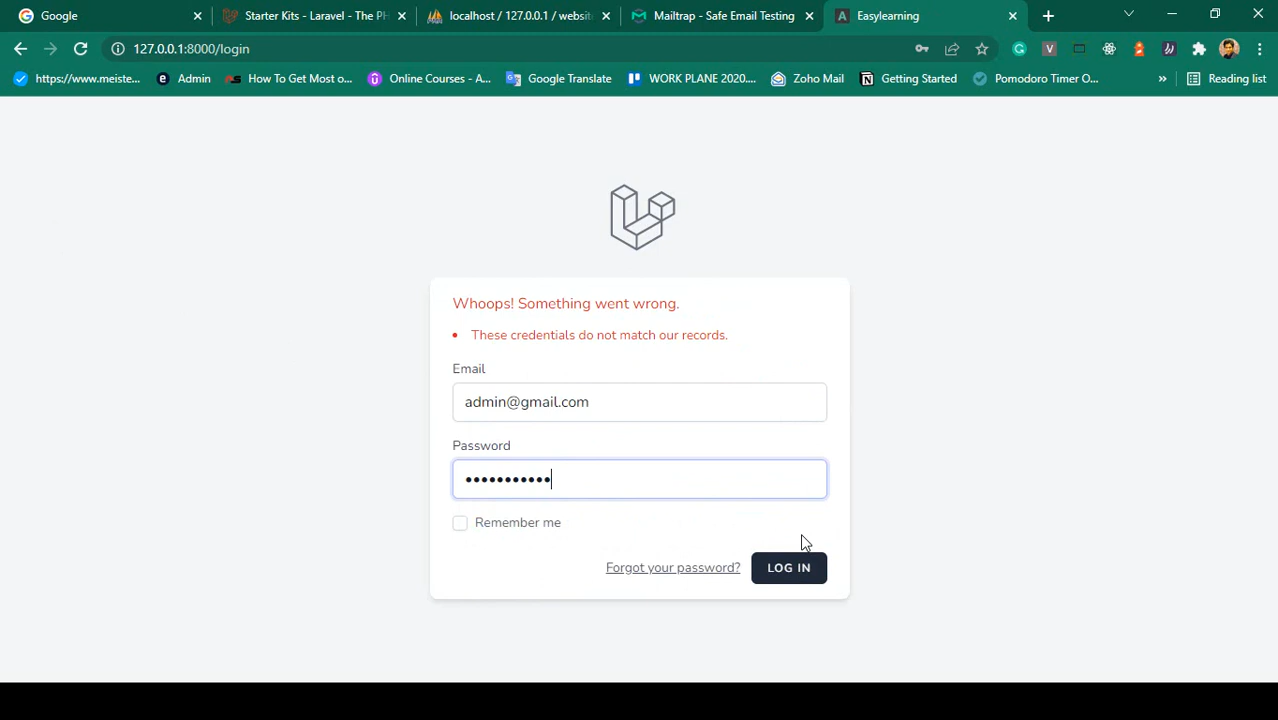 Google
Starter Kits - Laravel - The PH
localhost / 127.0.0.1 / websit
Mailtrap - Safe Email Testing
A Easylearning
127.0.0.1:8000/login
https://www.meiste...
Admin
How To Get Most o...
Online Courses - A...
Google Translate
WORK PLANE 2020....
Zoho Mail
Getting Started
Pomodoro Timer O...
»
Reading list
Whoops! Something went wrong.
• These credentials do not match our records.
Email
admin@gmail.com
Password
•••••••••••
Remember me
Forgot your password?
LOG IN